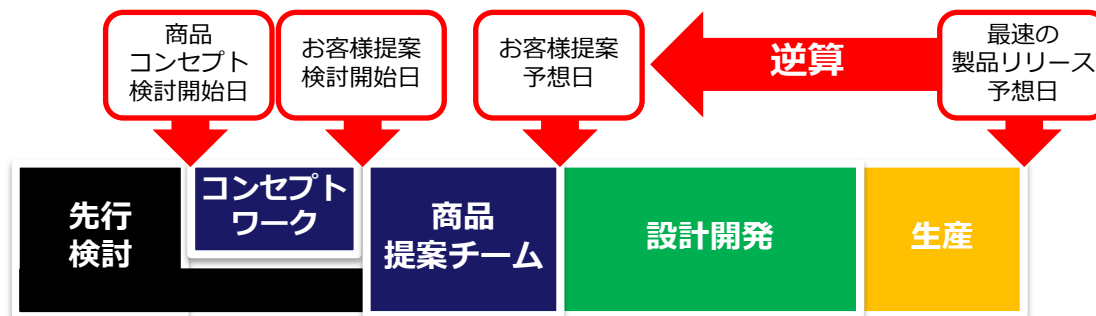 商品
コンセプト
検討開始日
お客様提案
検討開始日
お客様提案
予想日
逆算
最速の
製品リリース
予想日
先行
検討
コンセプト
ワーク
商品
提案チーム
設計開発
生産